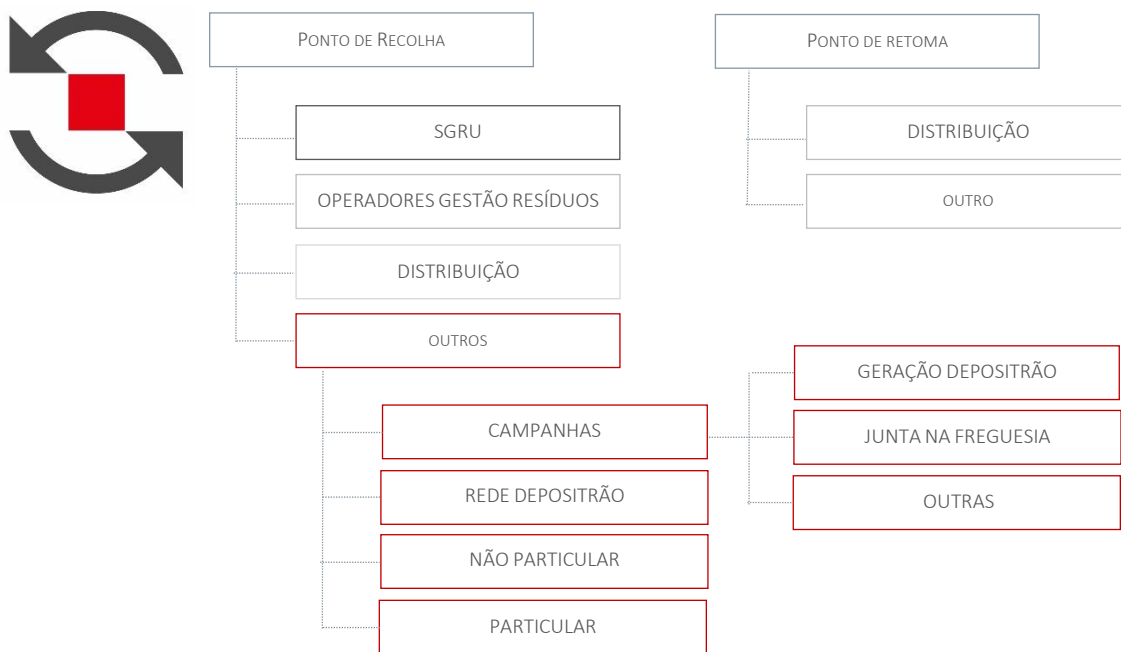 PONTO DE RECOLHA
SGRU
OPERADORES GESTÃO RESÍDUOS
DISTRIBUIÇÃO
OUTROS
CAMPANHAS
REDE DEPOSITRÃO
NÃO PARTICULAR
PARTICULAR
GERAÇÃO DEPOSITRÃO
JUNTA NA FREGUESIA
OUTRAS
PONTO DE RETOMA
DISTRIBUIÇÃO
OUTRO